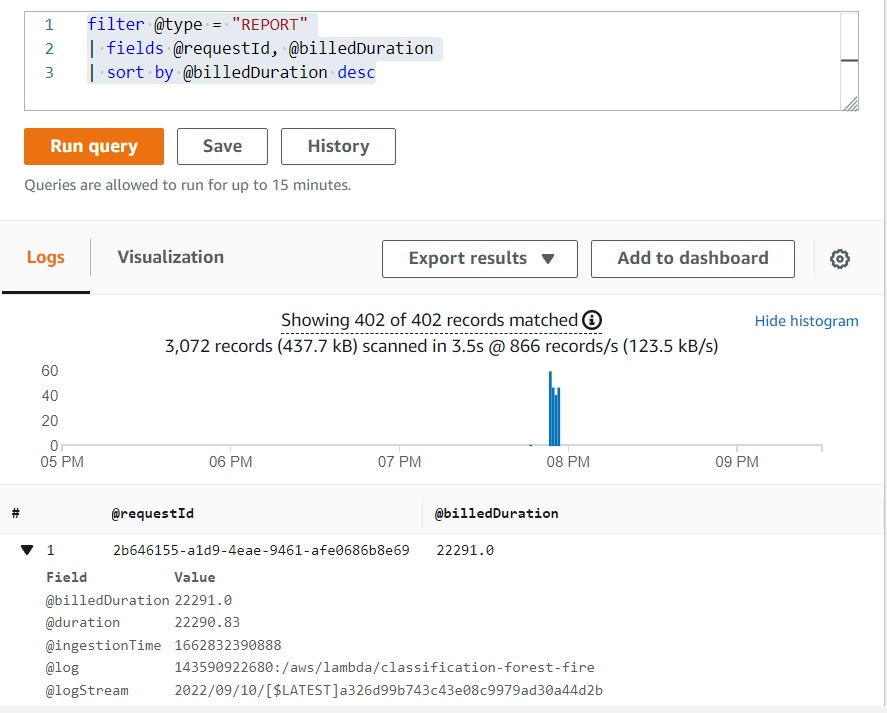 1 filter @type = "REPORT"
2 | fields @requestId, @billedDuration
3 | sort by @billedDuration desc
Run query Save History
Queries are allowed to run for up to 15 minutes.
Logs Visualization Export results ▼ Add to dashboard
Showing 402 of 402 records matched
Hide histogram
3,072 records (437.7 kB) scanned in 3.5s @ 866 records/s (123.5 kB/s)
60
40
20
0
05 PM 06 PM 07 PM 08 PM 09 PM
# @requestId @billedDuration
▼ 1 2b646155-a1d9-4eae-9461-afe0686b8e69 22291.0
Field Value
@billedDuration 22291.0
@duration 22290.83
@ingestionTime 1662832390888
@log 143590922680:/aws/lambda/classification-forest-fire
@logStream 2022/09/10/[$LATEST]a326d99b743c43e08c9979ad30a44d2b